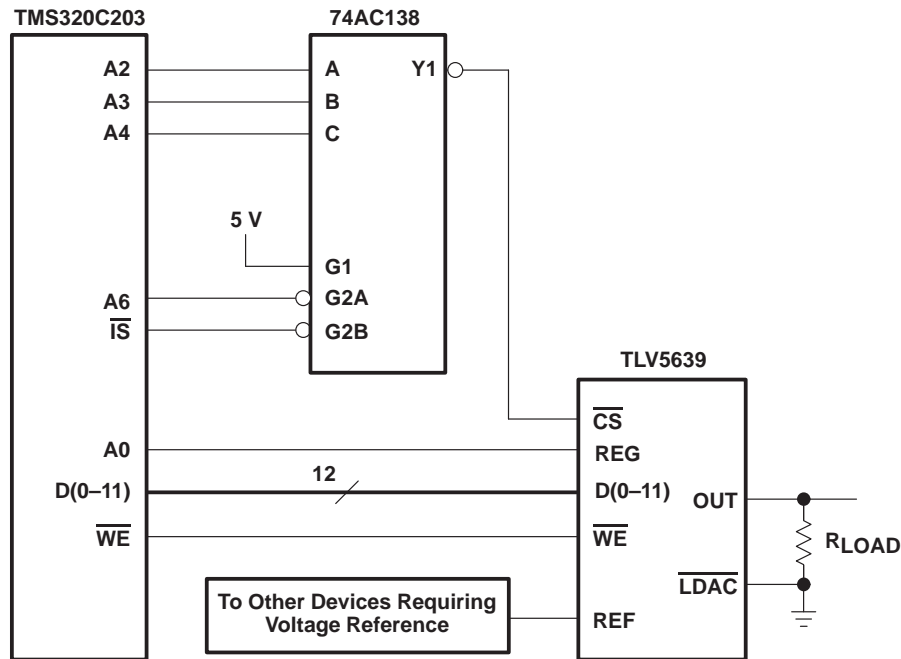 TMS320C203
74AC138
A2
A
Y1
A3
B
A4
C
5 V
G1
A6
G2A
IS
G2B
TLV5639
CS
A0
REG
12
D(0–11)
D(0–11)
OUT
WE
WE
RLOAD
LDAC
To Other Devices Requiring
Voltage Reference
REF